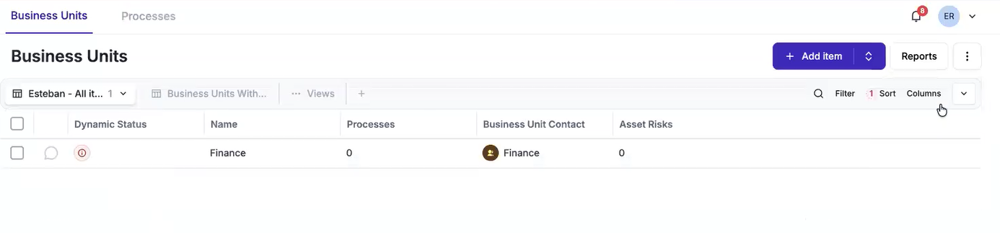 Business Units Processes 8 ER
Business Units + Add item Reports
Esteban - All it... 1 Business Units With... ... Views + Filter 1 Sort Columns
Dynamic Status Name Processes Business Unit Contact Asset Risks
Finance 0 Finance 0